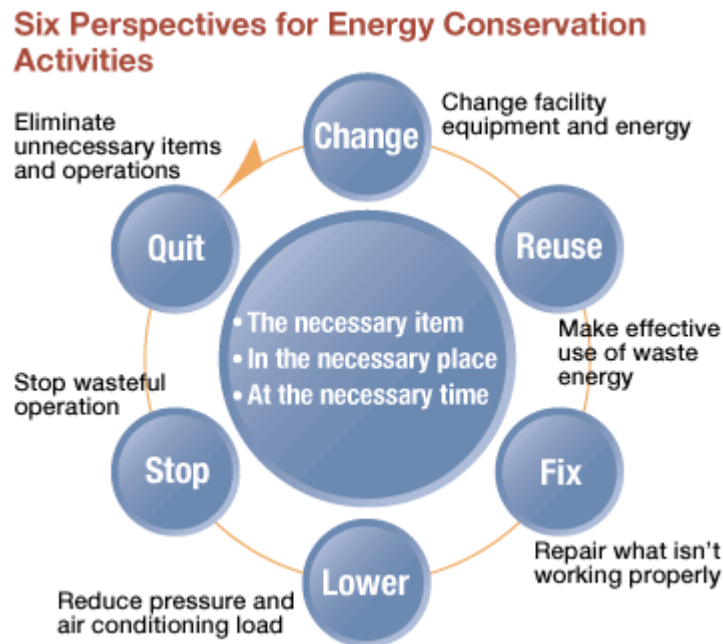 Six Perspectives for Energy Conservation
Activities
Change
Change facility
equipment and energy
Eliminate
unnecessary items
and operations
Quit
Reuse
• The necessary item
• In the necessary place
• At the necessary time
Make effective
use of waste
energy
Stop wasteful
operation
Stop
Fix
Repair what isn't
working properly
Lower
Reduce pressure and
air conditioning load